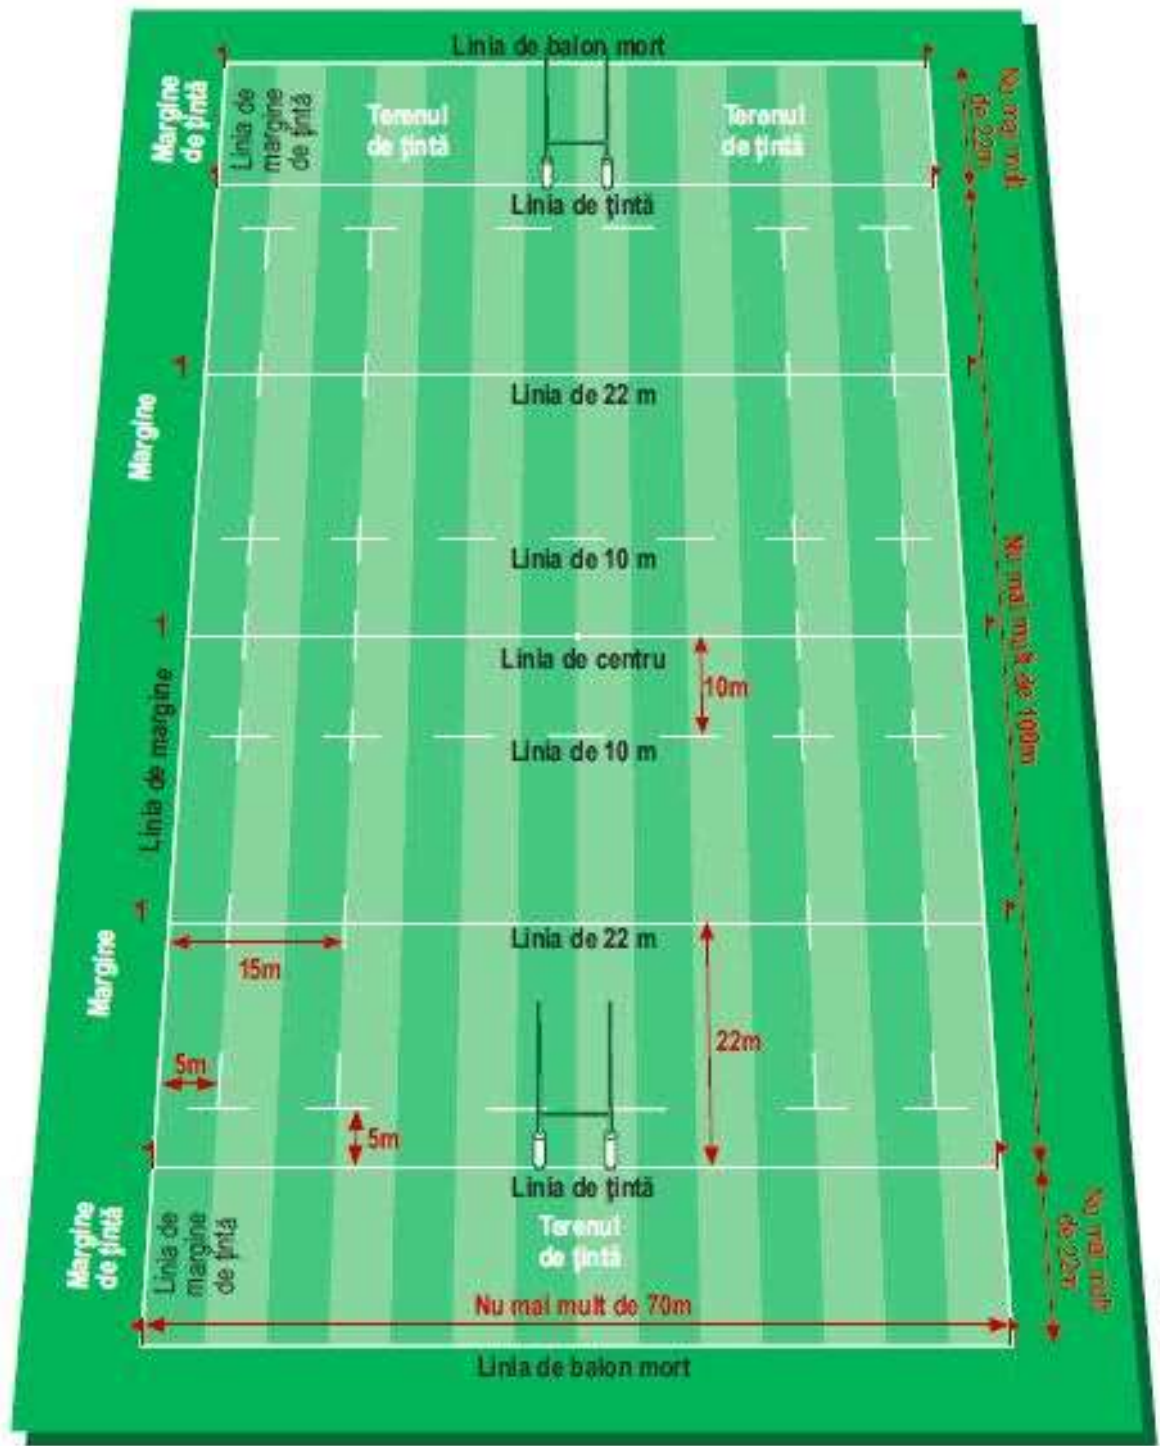 Linia de balon mort
Margine
de țintă
Linia de
margine
de țintă
Terenul
de țintă
Terenul
de țintă
Nu mai mult
de 22m
Linia de țintă
Linia de 22 m
Margine
Linia de 10 m
Nu mai mult de 100m
Linia de centru
10m
Linia de margine
Linia de 10 m
Linia de 22 m
15m
Margine
22m
5m
5m
Linia de țintă
Margine
de țintă
Linia de
margine
de țintă
Terenul
de țintă
Nu mai mult
de 22m
Nu mai mult de 70m
Linia de balon mort